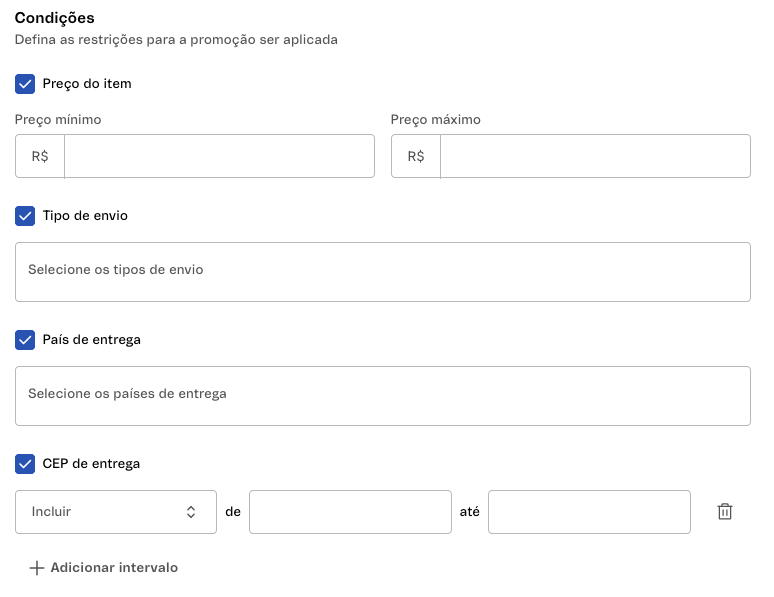 Condições
Defina as restrições para a promoção ser aplicada
Preço do item
Preço mínimo Preço máximo
R$ R$
Tipo de envio
Selecione os tipos de envio
País de entrega
Selecione os países de entrega
CEP de entrega
Incluir de até
Adicionar intervalo